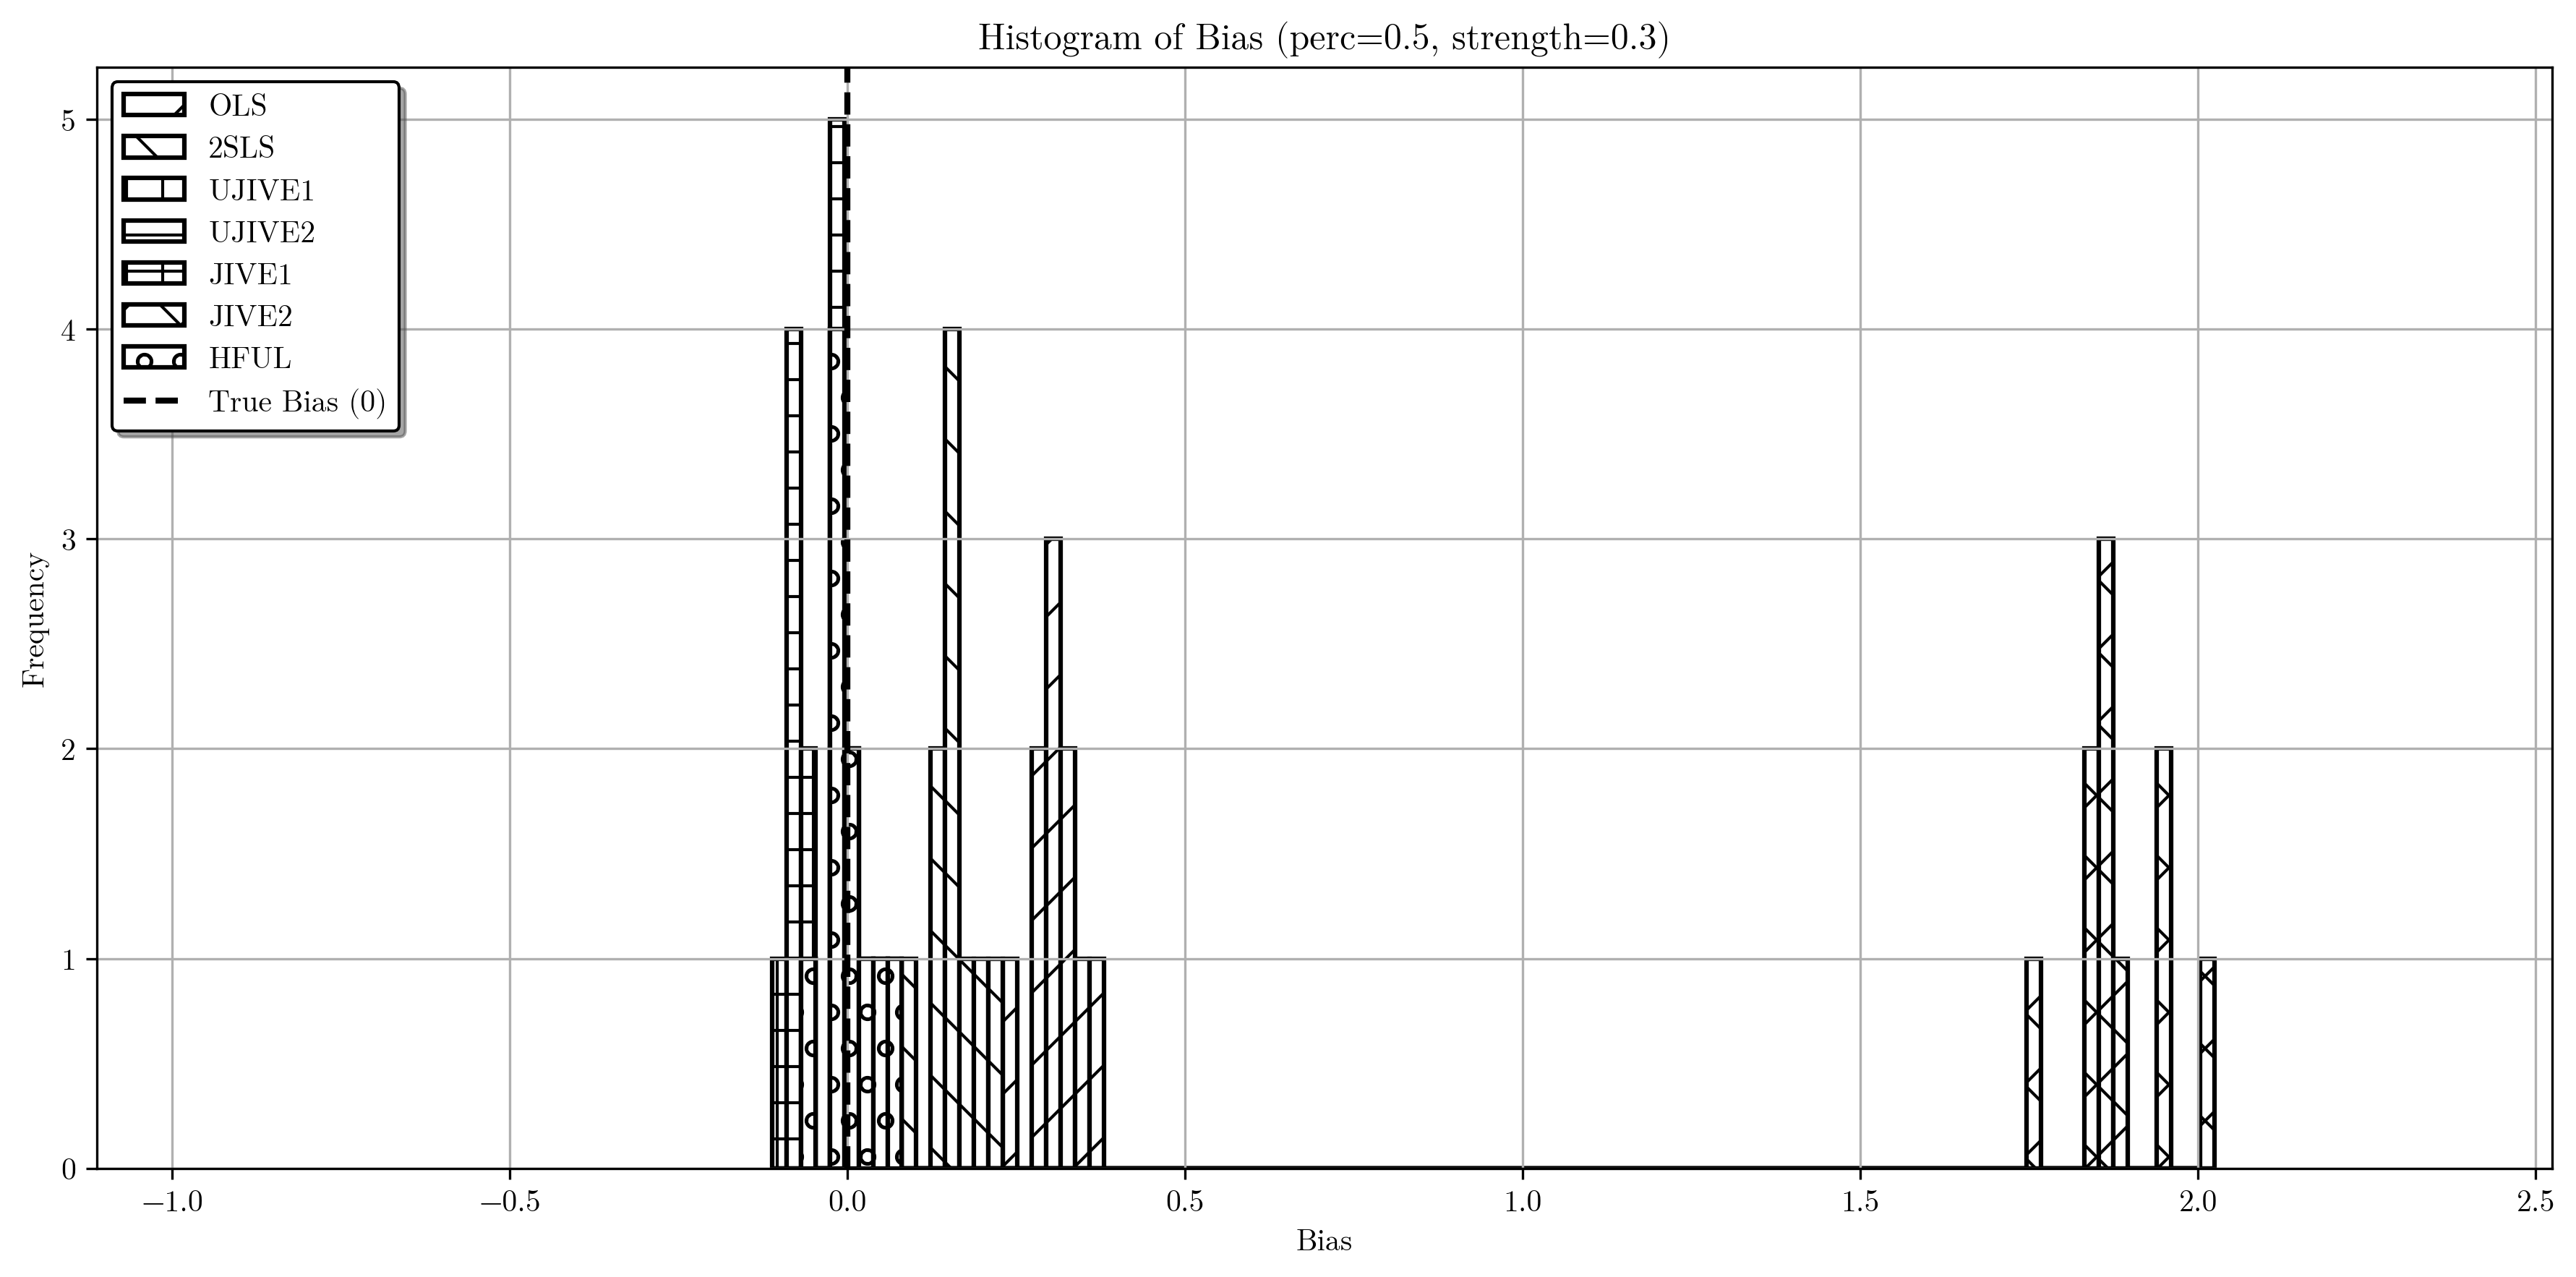 Histogram of Bias (perc=0.5, strength=0.3)
OLS
2SLS
UJIVE1
UJIVE2
JIVE1
JIVE2
HFUL
True Bias (0)
5
4
3
2
1
0
Frequency
−1.0 −0.5 0.0 0.5 1.0 1.5 2.0 2.5
Bias